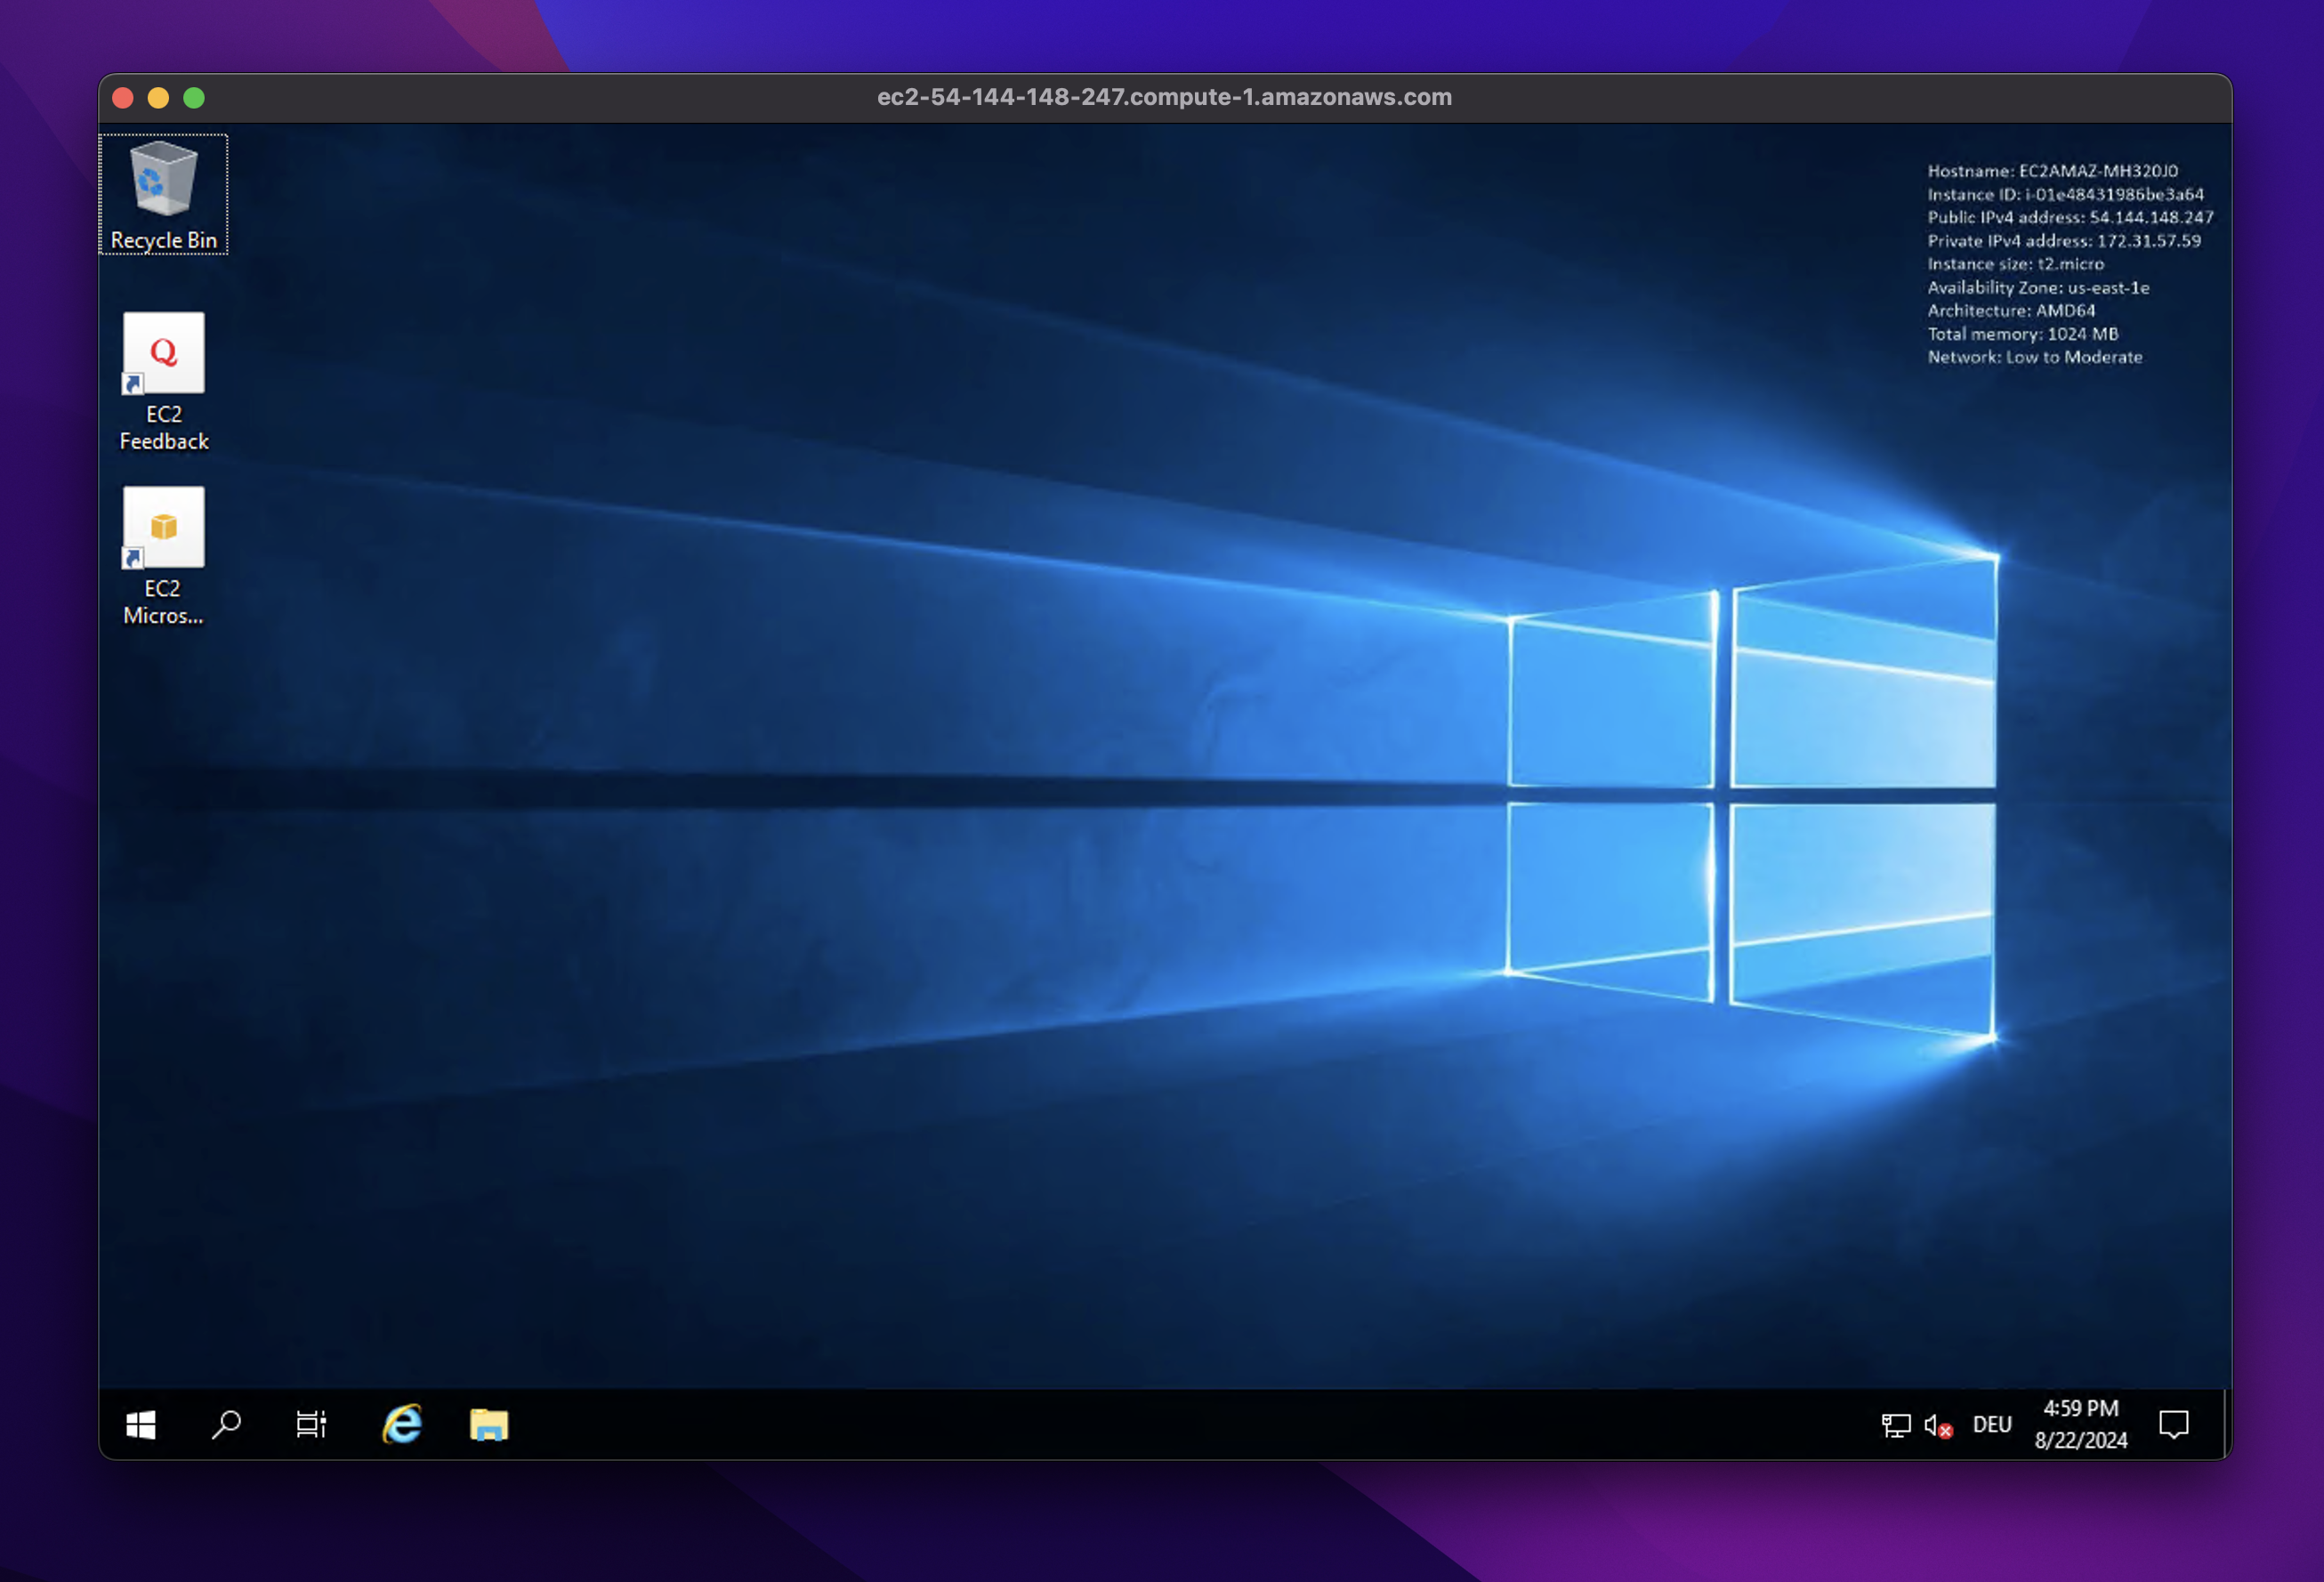 ec2-54-144-148-247.compute-1.amazonaws.com
Recycle Bin
Hostname: EC2AMAZ-MH320J0
Instance ID: i-01e48431986be3a64
Public IPv4 address: 54.144.148.247
Private IPv4 address: 172.31.57.59
Instance size: t2.micro
Availability Zone: us-east-1e
Architecture: AMD64
Total memory: 1024 MB
Network: Low to Moderate
Q
EC2
Feedback
EC2
Micros...
DEU
4:59 PM
8/22/2024